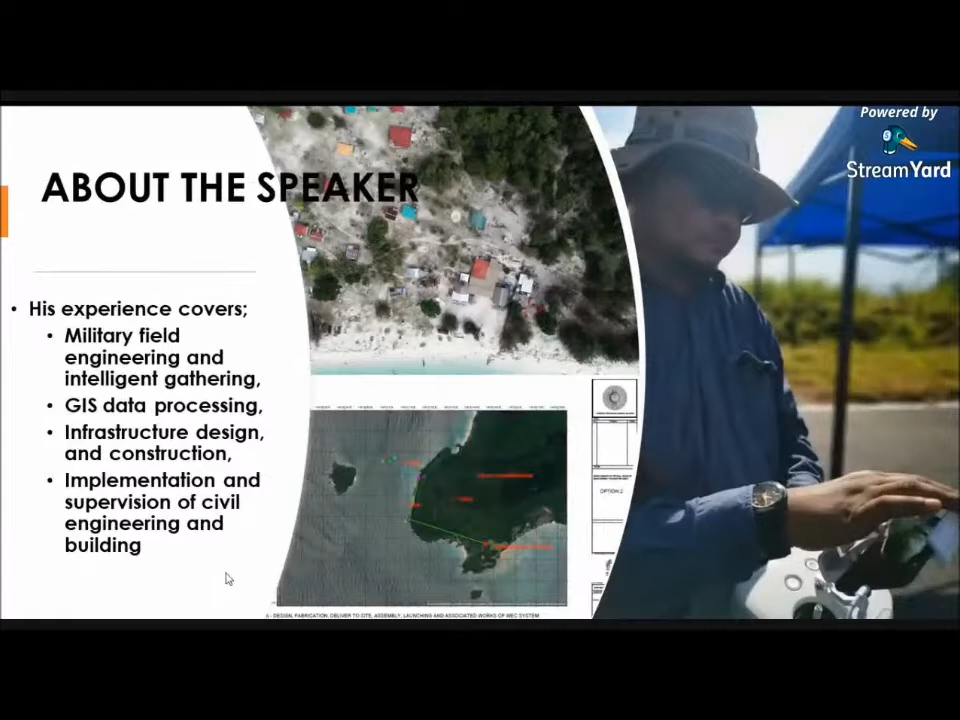 Powered by
StreamYard
ABOUT THE SPEAKER
• His experience covers;
• Military field
engineering and
intelligent gathering,
• GIS data processing,
• Infrastructure design,
and construction,
• Implementation and
supervision of civil
engineering and
building
OPTION 2
A - DESIGN, FABRICATION, DELIVER TO SITE, ASSEMBLY, LAUNCHING AND ASSOCIATED WORKS OF WEC SYSTEM